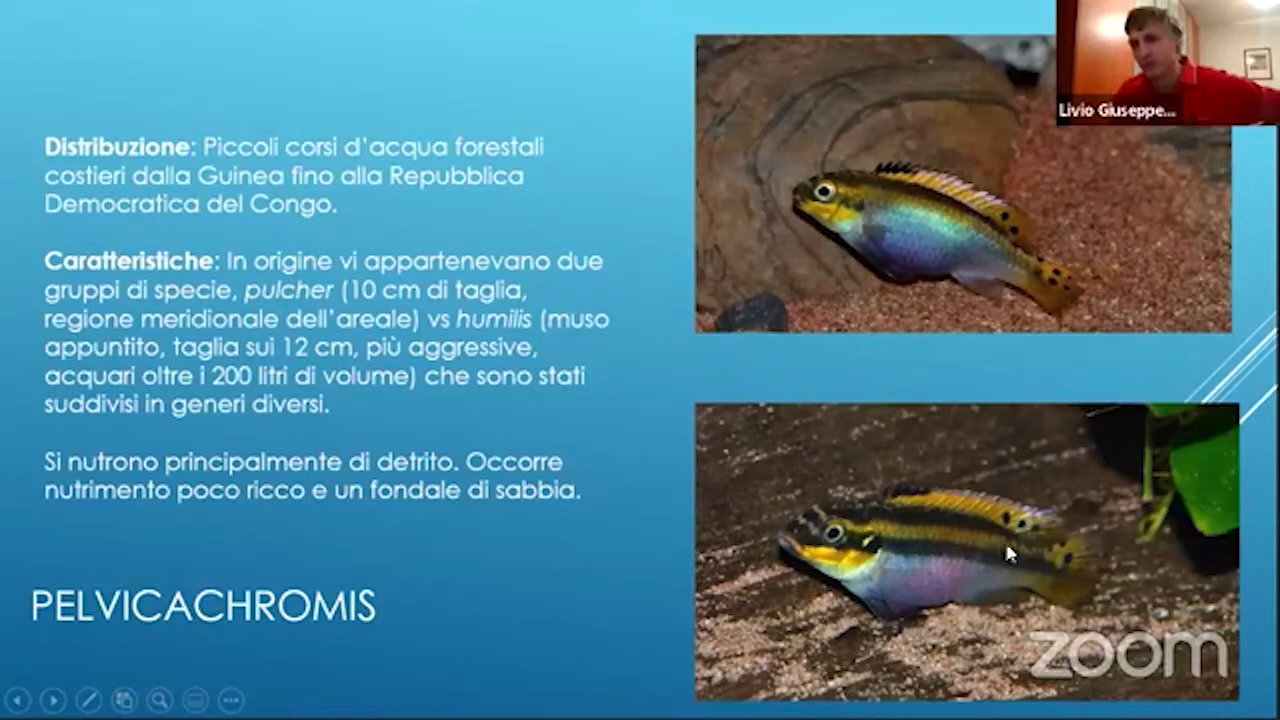 Livio Giuseppe...
Distribuzione: Piccoli corsi d'acqua forestali
costieri dalla Guinea fino alla Repubblica
Democratica del Congo.
Caratteristiche: In origine vi appartenevano due
gruppi di specie, pulcher (10 cm di taglia,
regione meridionale dell'areale) vs humilis (muso
appuntito, taglia sui 12 cm, più aggressive,
acquari oltre i 200 litri di volume) che sono stati
suddivisi in generi diversi.
Si nutrono principalmente di detrito. Occorre
nutrimento poco ricco e un fondale di sabbia.
PELVICACHROMIS
zoom